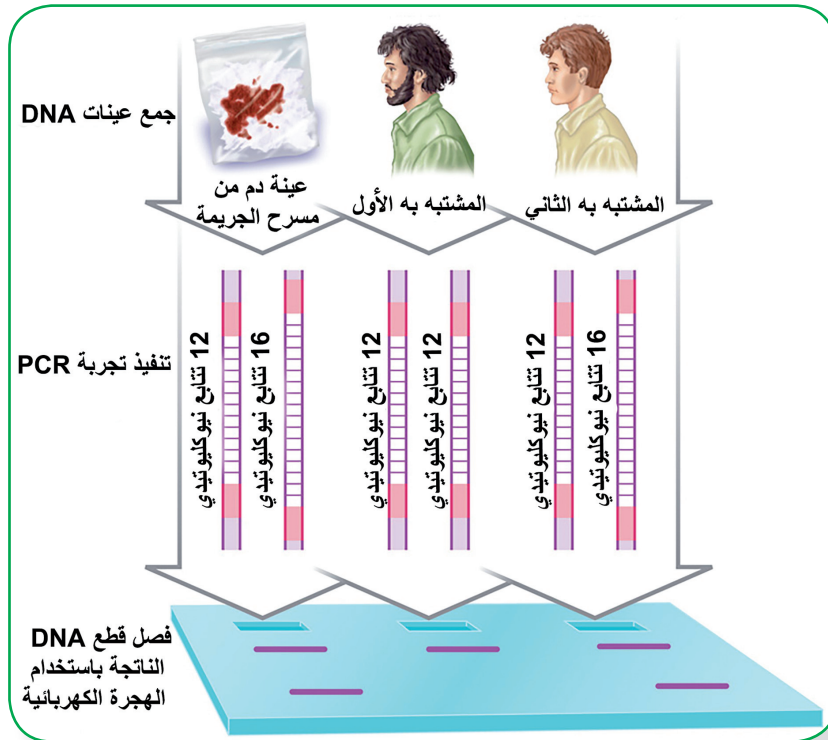 جمع عينات DNA
عينة دم من
مسرح الجريمة
المشتبه به الأول
المشتبه به الثاني
تنفيذ تجربة PCR
12 تتابع نيوكليوتيدي
16 تتابع نيوكليوتيدي
12 تتابع نيوكليوتيدي
12 تتابع نيوكليوتيدي
12 تتابع نيوكليوتيدي
16 تتابع نيوكليوتيدي
فصل قطع DNA
الناتجة باستخدام
الهجرة الكهربائية